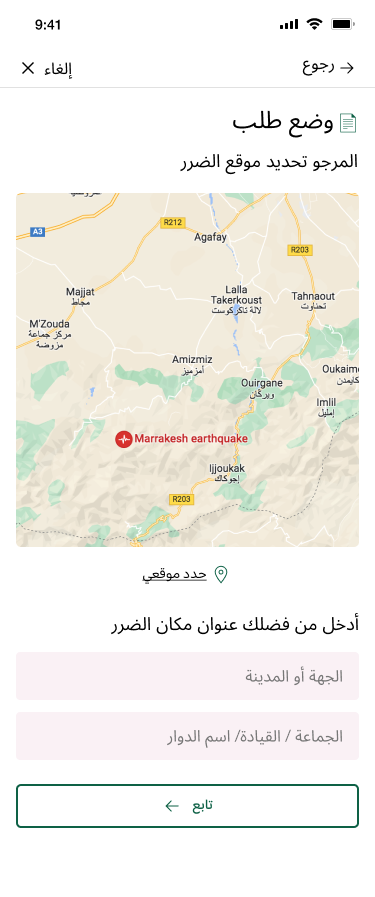 9:41
رجوع
إلغاء
وضع طلب
المرجو تحديد موقع الضرر
R212
A3
Agafay
R203
Majjat
مجاط
Lalla
Takerkoust
لالة تاكركوست
Tahnaout
تحناوت
M'Zouda
مركز جماعة
مزوضة
Amizmiz
أمزميز
Oukaime
كايمدن
Ouirgane
ويرگان
Imlil
إمليل
Marrakesh earthquake
Ijjoukak
إجوكاك
R203
حدد موقعي
أدخل من فضلك عنوان مكان الضرر
الجهة أو المدينة
الجماعة / القيادة/ اسم الدوار
تابع